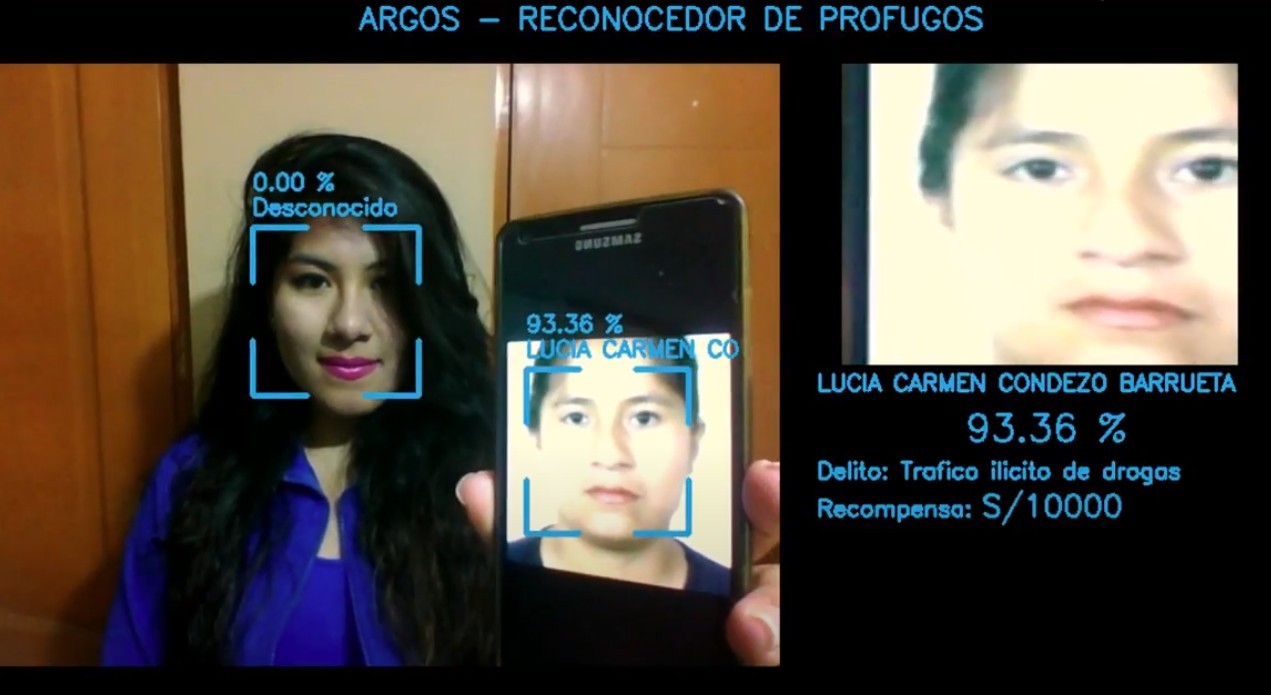 ARGOS – RECONOCEDOR DE PROFUGOS
0.00 %
Desconocido
SAMSUNG
93.36 %
LUCIA CARMEN CO
LUCIA CARMEN CONDEZO BARRUETA
93.36 %
Delito: Trafico ilicito de drogas
Recompensa: S/10000